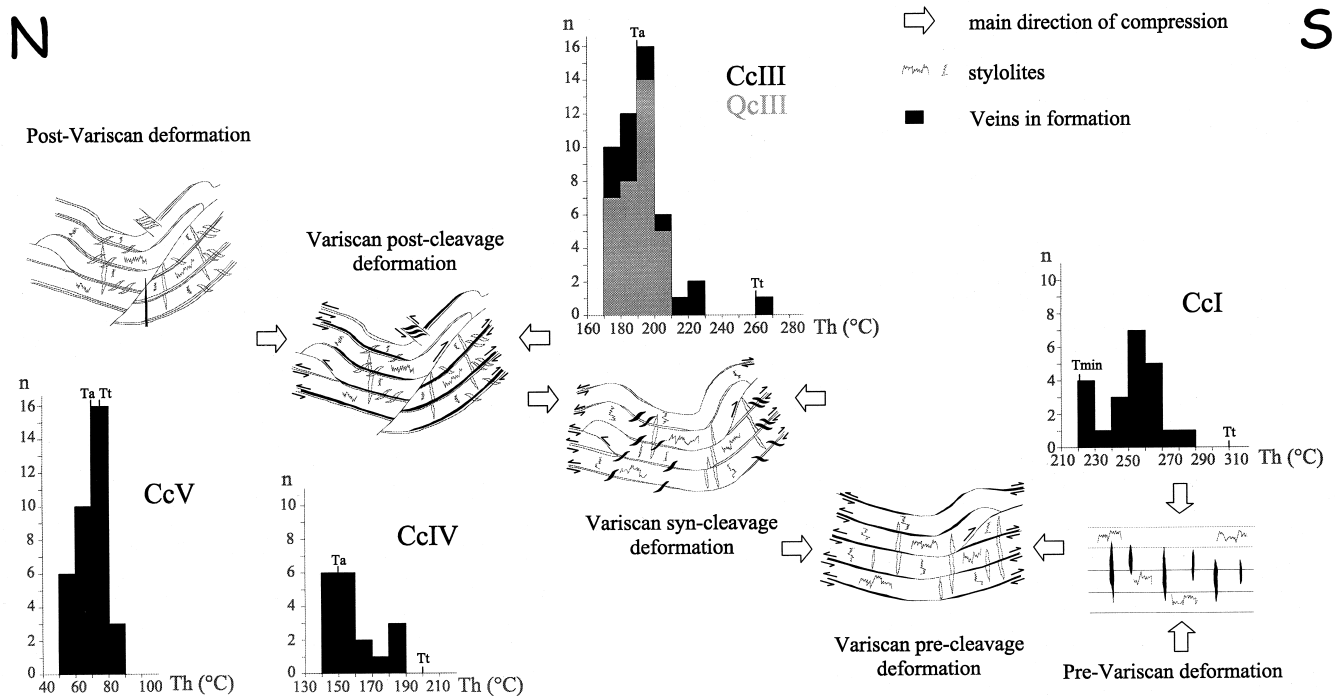 N
S
main direction of compression
stylolites
Veins in formation
n
Ta
16
14
12
10
8
6
4
2
0
CcIII
QcIII
Tt
160 180 200 220 240 260 280 Th (°C)
Post-Variscan deformation
Variscan post-cleavage
deformation
n
10
8
6
4
2
0
CcI
Tmin
Tt
210 230 250 270 290 310 Th (°C)
n
Ta Tt
16
14
12
10
8
6
4
2
0
CcV
40 60 80 100 Th (°C)
n
10
8
6
4
2
0
CcIV
Ta
Tt
130 150 170 190 210 Th (°C)
Variscan syn-cleavage
deformation
Variscan pre-cleavage
deformation
Pre-Variscan deformation